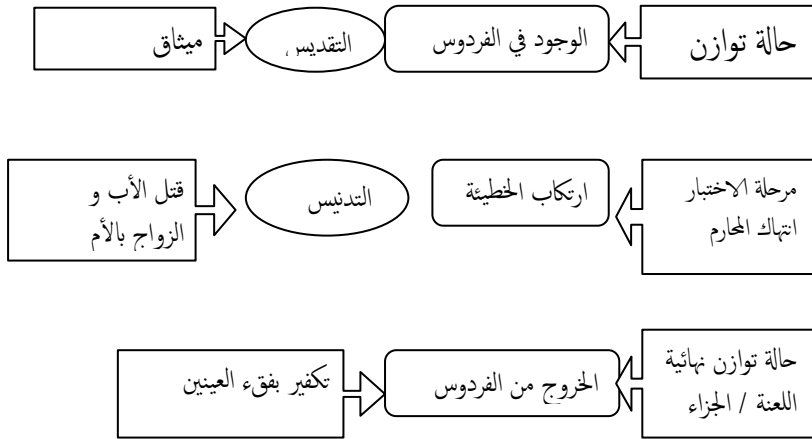 حالة توازن
الوجود في الفردوس
التقديس
ميثاق
مرحلة الاختبار
انتهاك المحارم
ارتكاب الخطيئة
التدنيس
قتل الأب و
الزواج بالأم
حالة توازن نهائية
اللعنة / الجزاء
الخروج من الفردوس
تكفير بفقء العينين